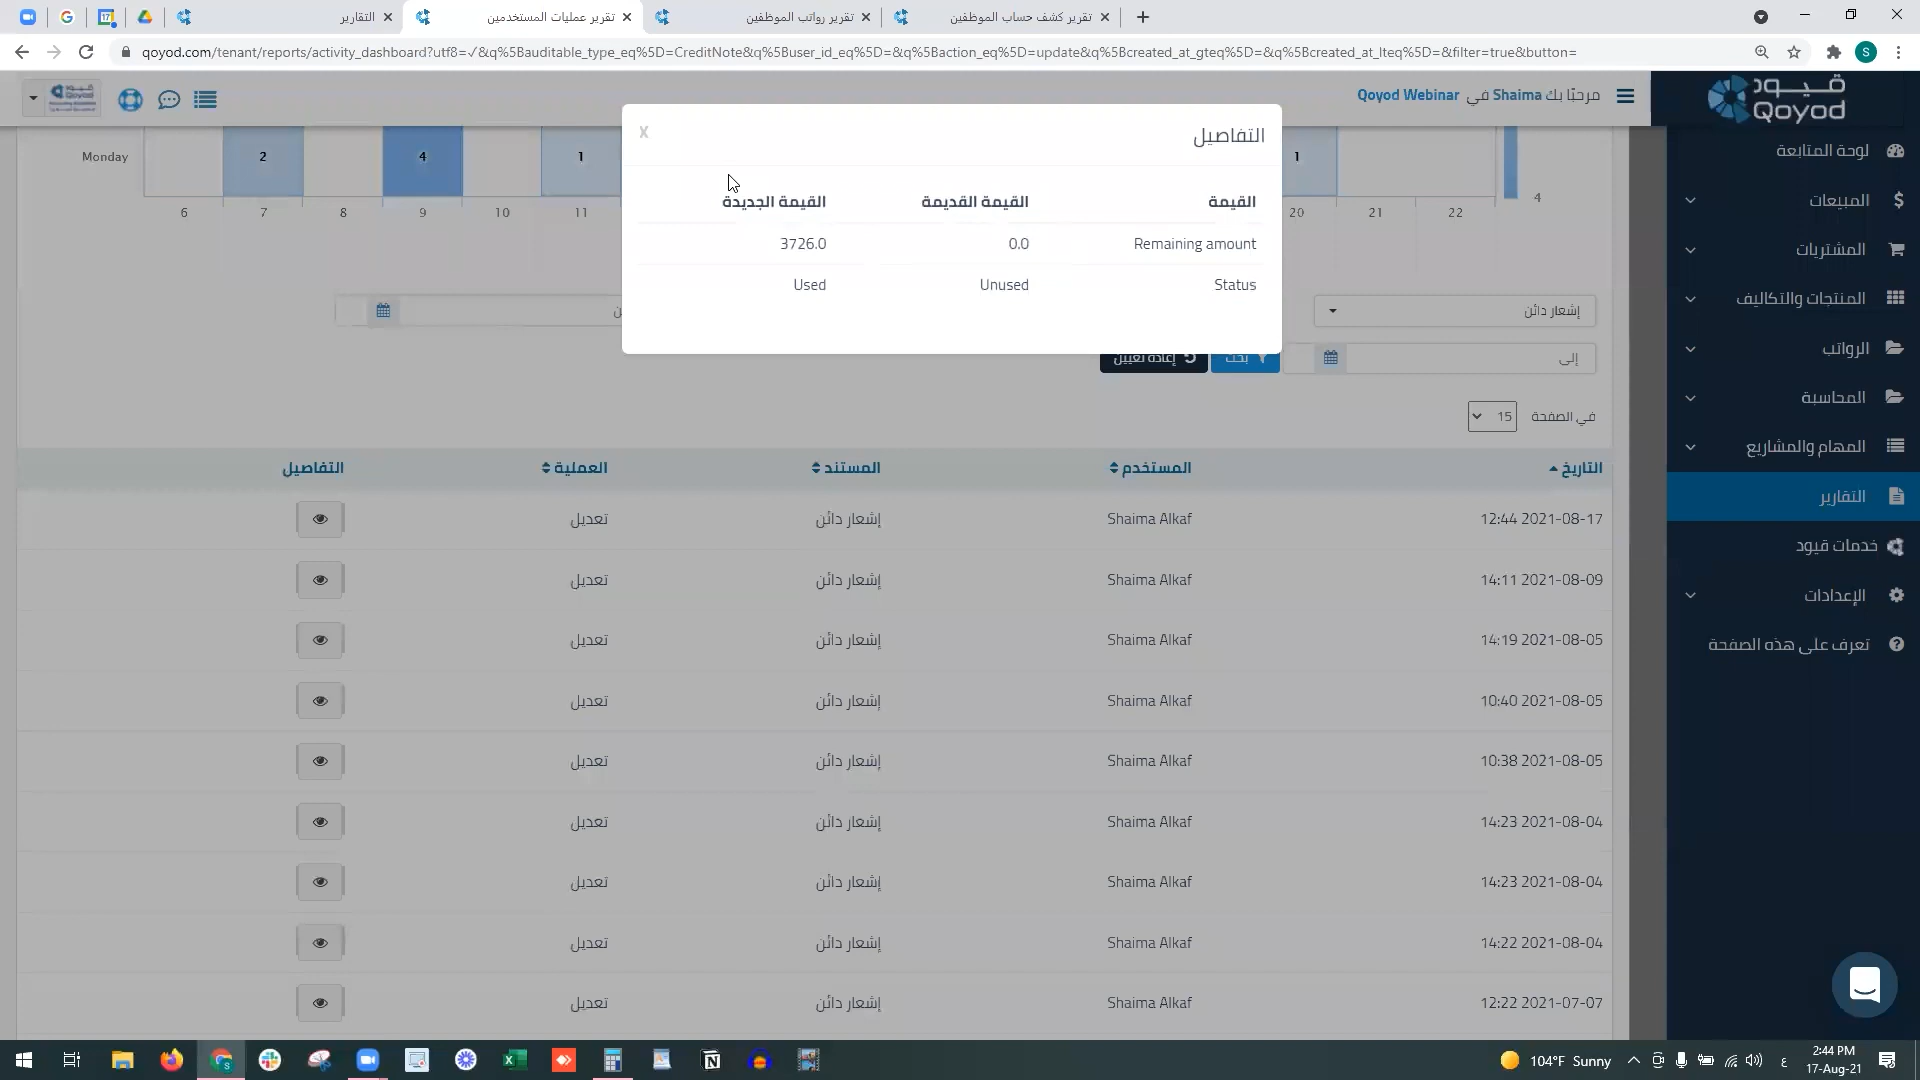 التقارير
تقرير عمليات المستخدمين
تقرير رواتب الموظفين
تقرير كشف حساب الموظفين
qoyod.com/tenant/reports/activity_dashboard?utf8=✓&q%5Bauditable_type_eq%5D=CreditNote&q%5Buser_id_eq%5D=&q%5Baction_eq%5D=update&q%5Bcreated_at_gteq%5D=&q%5Bcreated_at_lteq%5D=&filter=true&button=
S
قيود
Qoyod
مرحبًا بك Shaima في Qoyod Webinar
قيود
Qoyod
لوحة المتابعة
المبيعات
المشتريات
المنتجات والتكاليف
الرواتب
المحاسبة
المهام والمشاريع
التقارير
خدمات قيود
الإعدادات
تعرف على هذه الصفحة
Monday
2
4
1
1
4
6 7 8 9 10 11 20 21 22
التفاصيل
X
القيمة القيمة القديمة القيمة الجديدة
Remaining amount 0.0 3726.0
Status Unused Used
إشعار دائن
إلى
بحث
إعادة تعيين
في الصفحة 15
التاريخ المستخدم المستند العملية التفاصيل
12:44 2021-08-17 Shaima Alkaf إشعار دائن تعديل
14:11 2021-08-09 Shaima Alkaf إشعار دائن تعديل
14:19 2021-08-05 Shaima Alkaf إشعار دائن تعديل
10:40 2021-08-05 Shaima Alkaf إشعار دائن تعديل
10:38 2021-08-05 Shaima Alkaf إشعار دائن تعديل
14:23 2021-08-04 Shaima Alkaf إشعار دائن تعديل
14:23 2021-08-04 Shaima Alkaf إشعار دائن تعديل
14:22 2021-08-04 Shaima Alkaf إشعار دائن تعديل
12:22 2021-07-07 Shaima Alkaf إشعار دائن تعديل
104°F Sunny
ع
2:44 PM
17-Aug-21